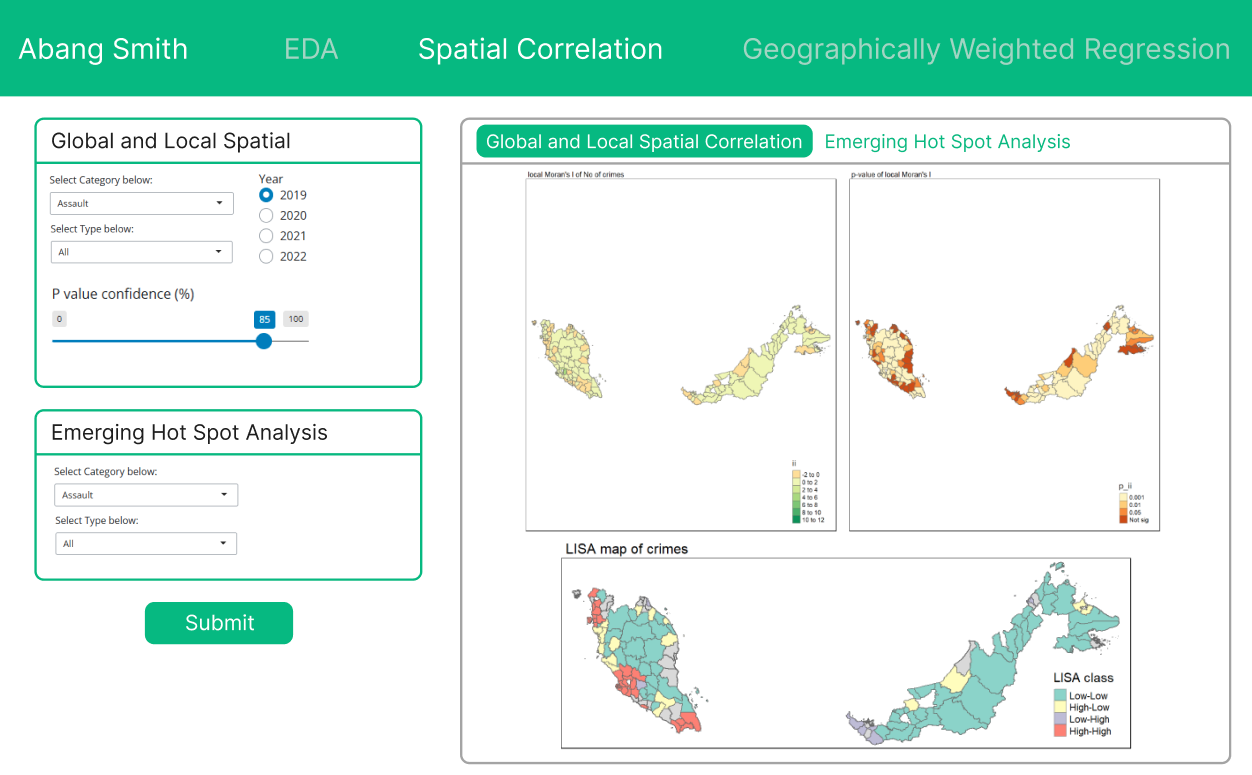 Abang Smith EDA Spatial Correlation Geographically Weighted Regression
Global and Local Spatial
Select Category below:
Assault
Select Type below:
All
Year
2019
2020
2021
2022
P value confidence (%)
0 85 100
Emerging Hot Spot Analysis
Select Category below:
Assault
Select Type below:
All
Submit
Global and Local Spatial Correlation Emerging Hot Spot Analysis
local Moran's I of No of crimes
ii
-2 to 0
0 to 2
2 to 4
4 to 6
6 to 8
8 to 10
10 to 12
p-value of local Moran's I
p_ii
0.001
0.01
0.05
Not sig
LISA map of crimes
LISA class
Low-Low
High-Low
Low-High
High-High